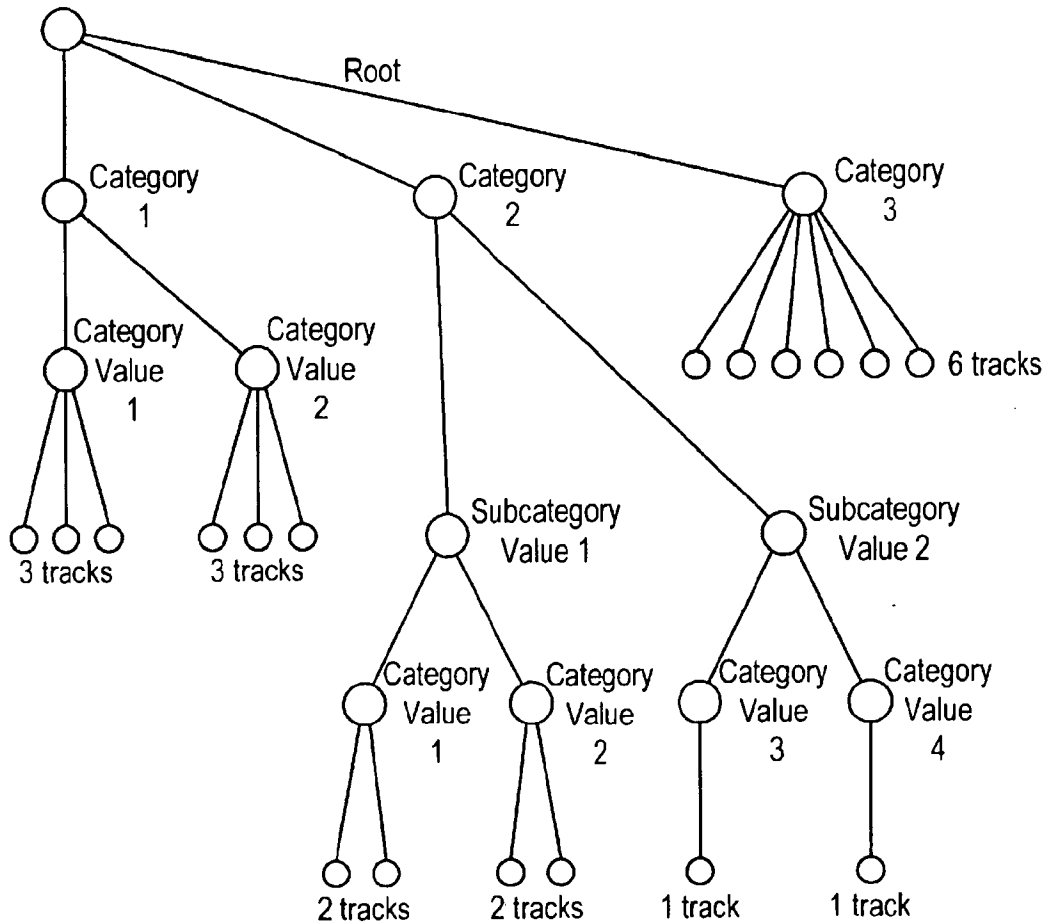 Root
Category
1
Category
2
Category
3
Category
Value
1
Category
Value
2
6 tracks
3 tracks
3 tracks
Subcategory
Value 1
Subcategory
Value 2
Category
Value
1
Category
Value
2
Category
Value
3
Category
Value
4
2 tracks
2 tracks
1 track
1 track